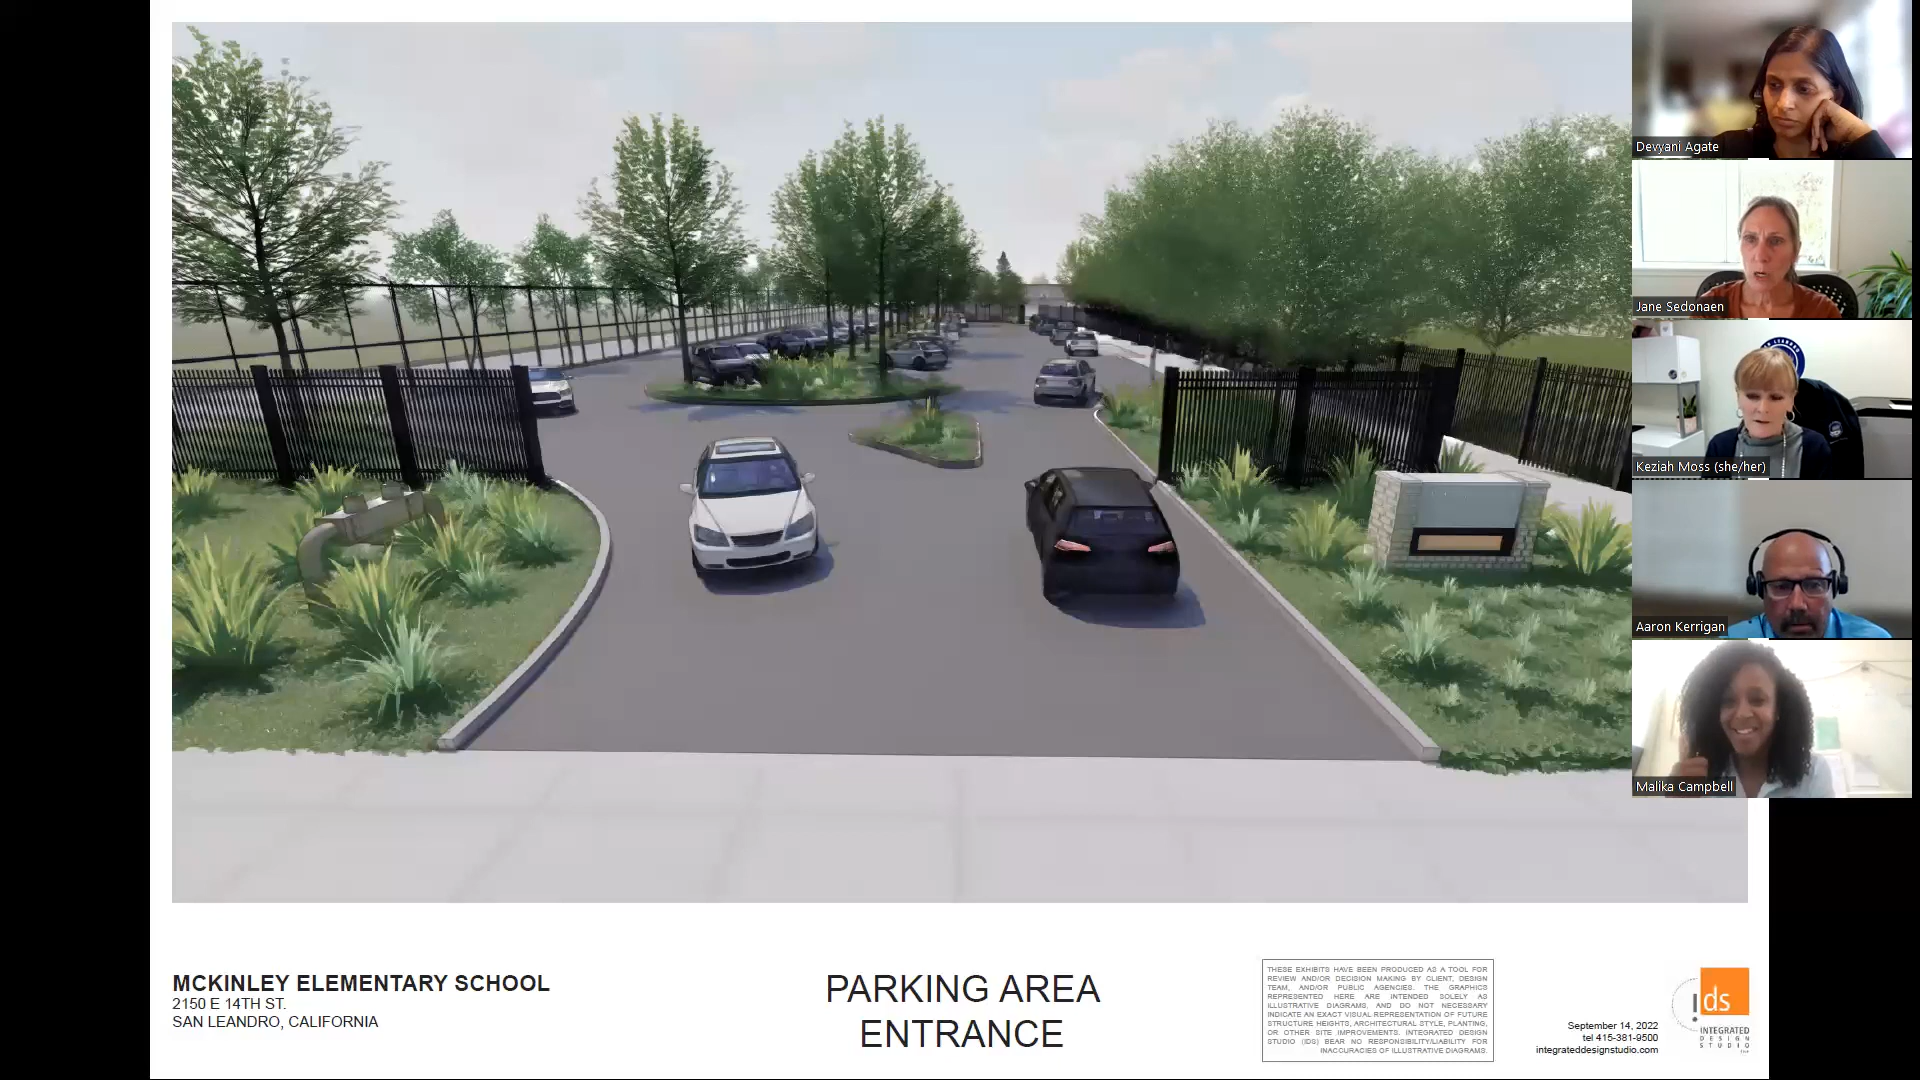 Devyani Agate
Jane Sedonaen
Keziah Moss (she/her)
Aaron Kerrigan
Malika Campbell
MCKINLEY ELEMENTARY SCHOOL
2150 E 14TH ST.
SAN LEANDRO, CALIFORNIA
PARKING AREA
ENTRANCE
THESE EXHIBITS HAVE BEEN PRODUCED AS A TOOL FOR
REVIEW AND/OR DECISION MAKING BY CLIENT, DESIGN
TEAM, AND/OR PUBLIC AGENCIES. THE GRAPHICS
REPRESENTED HERE ARE INTENDED SOLELY AS
ILLUSTRATIVE DIAGRAMS, AND DO NOT NECESSARY
INDICATE AN EXACT VISUAL REPRESENTATION OF FUTURE
STRUCTURE HEIGHTS, ARCHITECTURAL STYLE, PLANTING,
OR OTHER SITE IMPROVEMENTS. INTEGRATED DESIGN
STUDIO (IDS) BEAR NO RESPONSIBILITY/LIABILITY FOR
INACCURACIES OF ILLUSTRATIVE DIAGRAMS.
September 14, 2022
tel 415-381-9500
integrateddesignstudio.com
ids
INTEGRATED
DESIGN
STUDIO